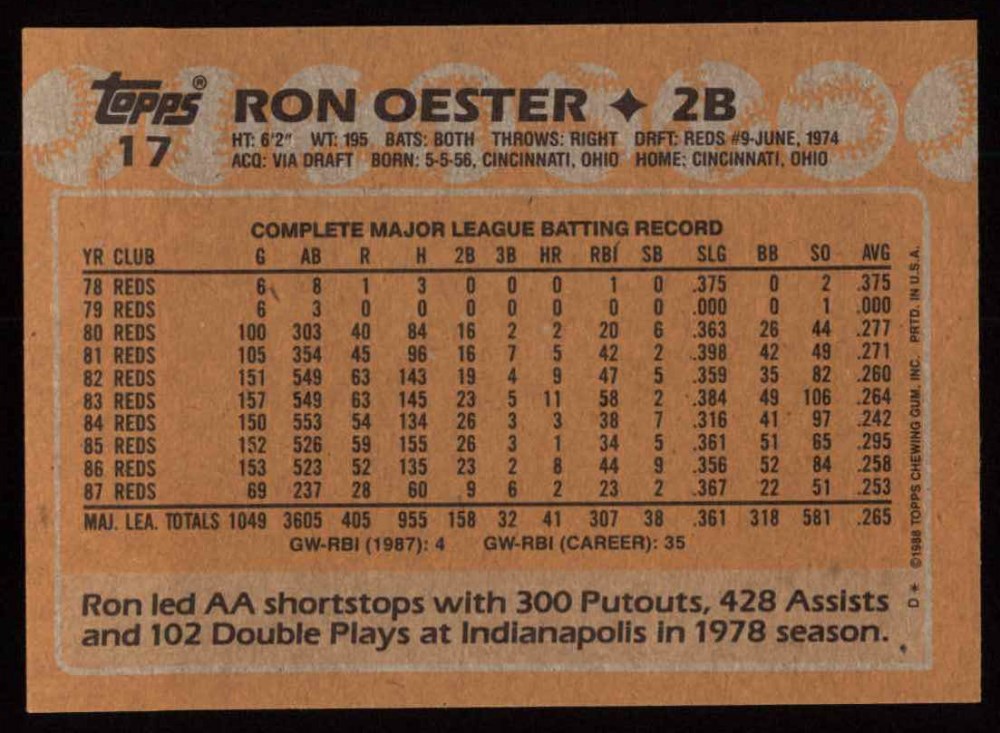 Topps®
17
RON OESTER ✦ 2B
HT: 6'2" WT: 195 BATS: BOTH THROWS: RIGHT DRFT: REDS #9-JUNE, 1974
ACQ: VIA DRAFT BORN: 5-5-56, CINCINNATI, OHIO HOME: CINCINNATI, OHIO
COMPLETE MAJOR LEAGUE BATTING RECORD
YR CLUB G AB R H 2B 3B HR RBI SB SLG BB SO AVG
78 REDS 6 8 1 3 0 0 0 1 0 .375 0 2 .375
79 REDS 6 3 0 0 0 0 0 0 0 .000 0 1 .000
80 REDS 100 303 40 84 16 2 2 20 6 .363 26 44 .277
81 REDS 105 354 45 96 16 7 5 42 2 .398 42 49 .271
82 REDS 151 549 63 143 19 4 9 47 5 .359 35 82 .260
83 REDS 157 549 63 145 23 5 11 58 2 .384 49 106 .264
84 REDS 150 553 54 134 26 3 3 38 7 .316 41 97 .242
85 REDS 152 526 59 155 26 3 1 34 5 .361 51 65 .295
86 REDS 153 523 52 135 23 2 8 44 9 .356 52 84 .258
87 REDS 69 237 28 60 9 6 2 23 2 .367 22 51 .253
MAJ. LEA. TOTALS 1049 3605 405 955 158 32 41 307 38 .361 318 581 .265
GW-RBI (1987): 4 GW-RBI (CAREER): 35
Ron led AA shortstops with 300 Putouts, 428 Assists
and 102 Double Plays at Indianapolis in 1978 season.
D* ©1988 TOPPS CHEWING GUM, INC. PRTD. IN U.S.A.